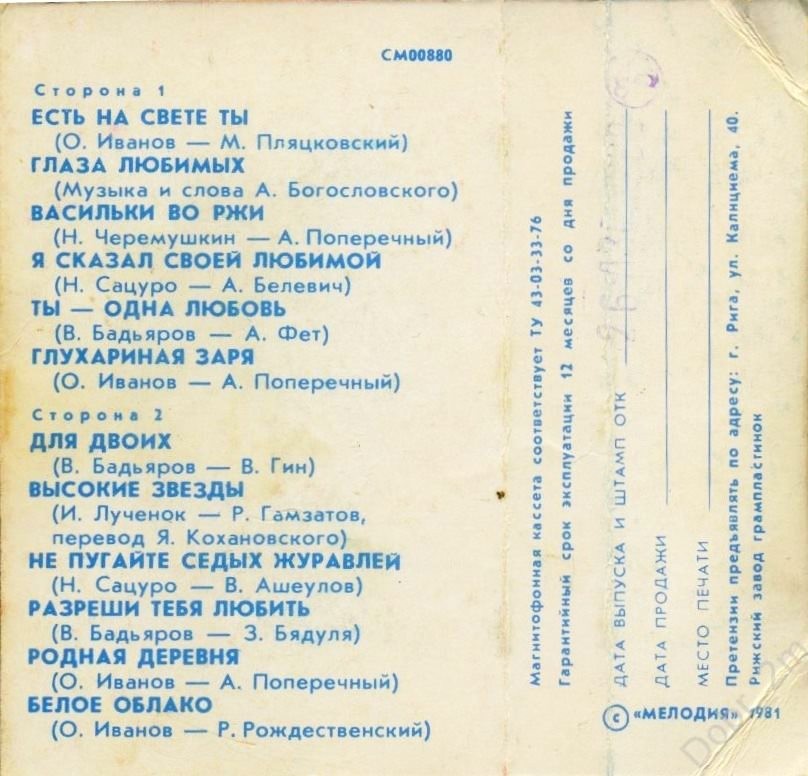 СМ00880
Сторона 1
ЕСТЬ НА СВЕТЕ ТЫ
(О. Иванов — М. Пляцковский)
ГЛАЗА ЛЮБИМЫХ
(Музыка и слова А. Богословского)
ВАСИЛЬКИ ВО РЖИ
(Н. Черемушкин — А. Поперечный)
Я СКАЗАЛ СВОЕЙ ЛЮБИМОЙ
(Н. Сацуро — А. Белевич)
ТЫ — ОДНА ЛЮБОВЬ
(В. Бадьяров — А. Фет)
ГЛУХАРИНАЯ ЗАРЯ
(О. Иванов — А. Поперечный)
Сторона 2
ДЛЯ ДВОИХ
(В. Бадьяров — В. Гин)
ВЫСОКИЕ ЗВЕЗДЫ
(И. Лученок — Р. Гамзатов,
перевод Я. Кохановского)
НЕ ПУГАЙТЕ СЕДЫХ ЖУРАВЛЕЙ
(Н. Сацуро — В. Ашеулов)
РАЗРЕШИ ТЕБЯ ЛЮБИТЬ
(В. Бадьяров — З. Бядуля)
РОДНАЯ ДЕРЕВНЯ
(О. Иванов — А. Поперечный)
БЕЛОЕ ОБЛАКО
(О. Иванов — Р. Рождественский)
Магнитофонная кассета соответствует ТУ 43-03-33-76
Гарантийный срок эксплуатации 12 месяцев со дня продажи
ДАТА ВЫПУСКА И ШТАМП ОТК
ДАТА ПРОДАЖИ
МЕСТО ПЕЧАТИ
Претензии предъявлять по адресу: г. Рига, ул. Калнциема, 40.
Рижский завод грампластинок
© «МЕЛОДИЯ» 1981